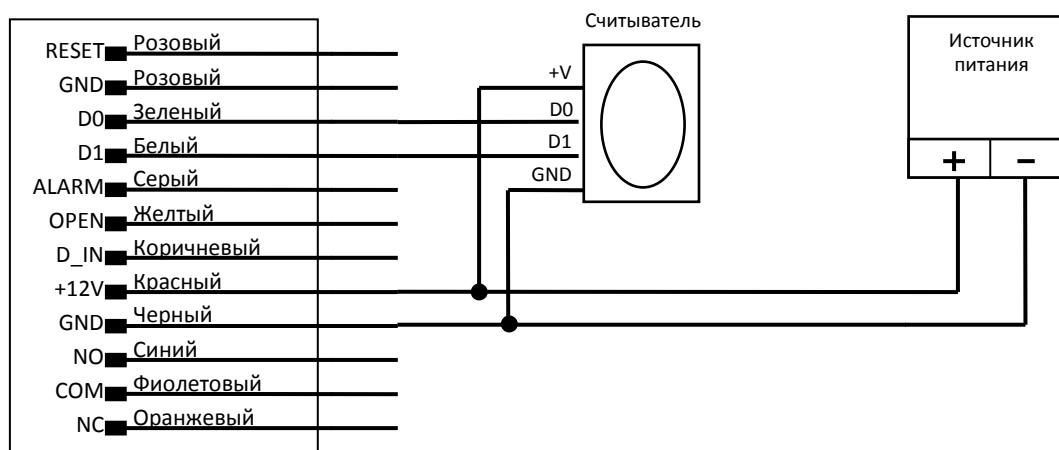 Считыватель
Источник
питания
RESET Розовый
GND Розовый
D0 Зеленый
D1 Белый
ALARM Серый
OPEN Желтый
D_IN Коричневый
+12V Красный
GND Черный
NO Синий
COM Фиолетовый
NC Оранжевый
+V
D0
D1
GND
+ −